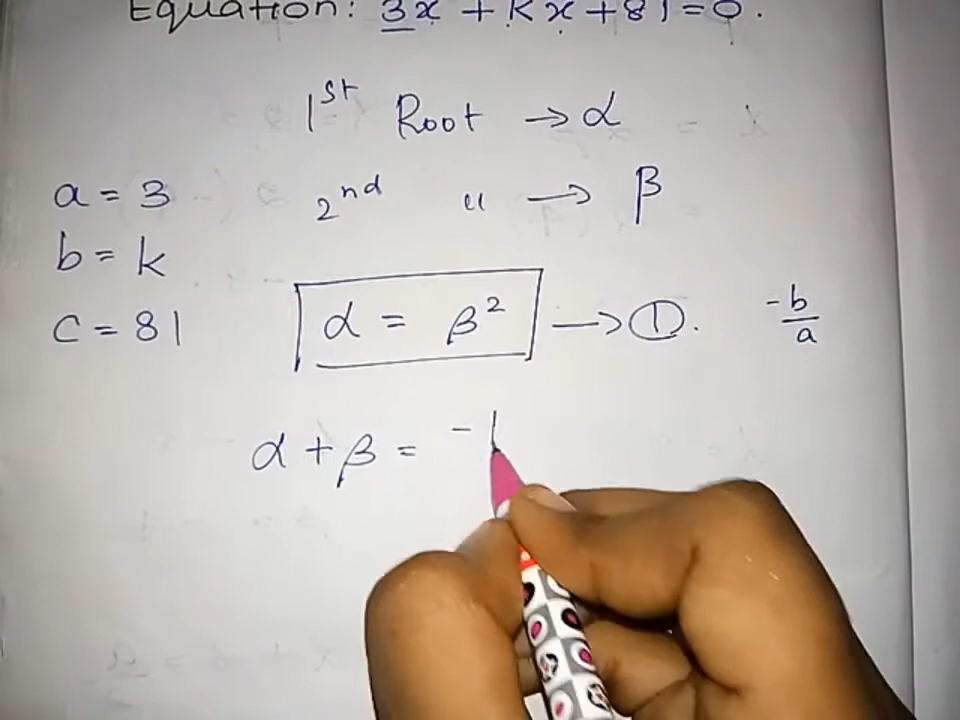 Equation: 3x + kx + 81 = 0.
1st Root → α
a = 3 2nd " → β
b = k
c = 81 α = β² → ①. -b/a
α + β = -